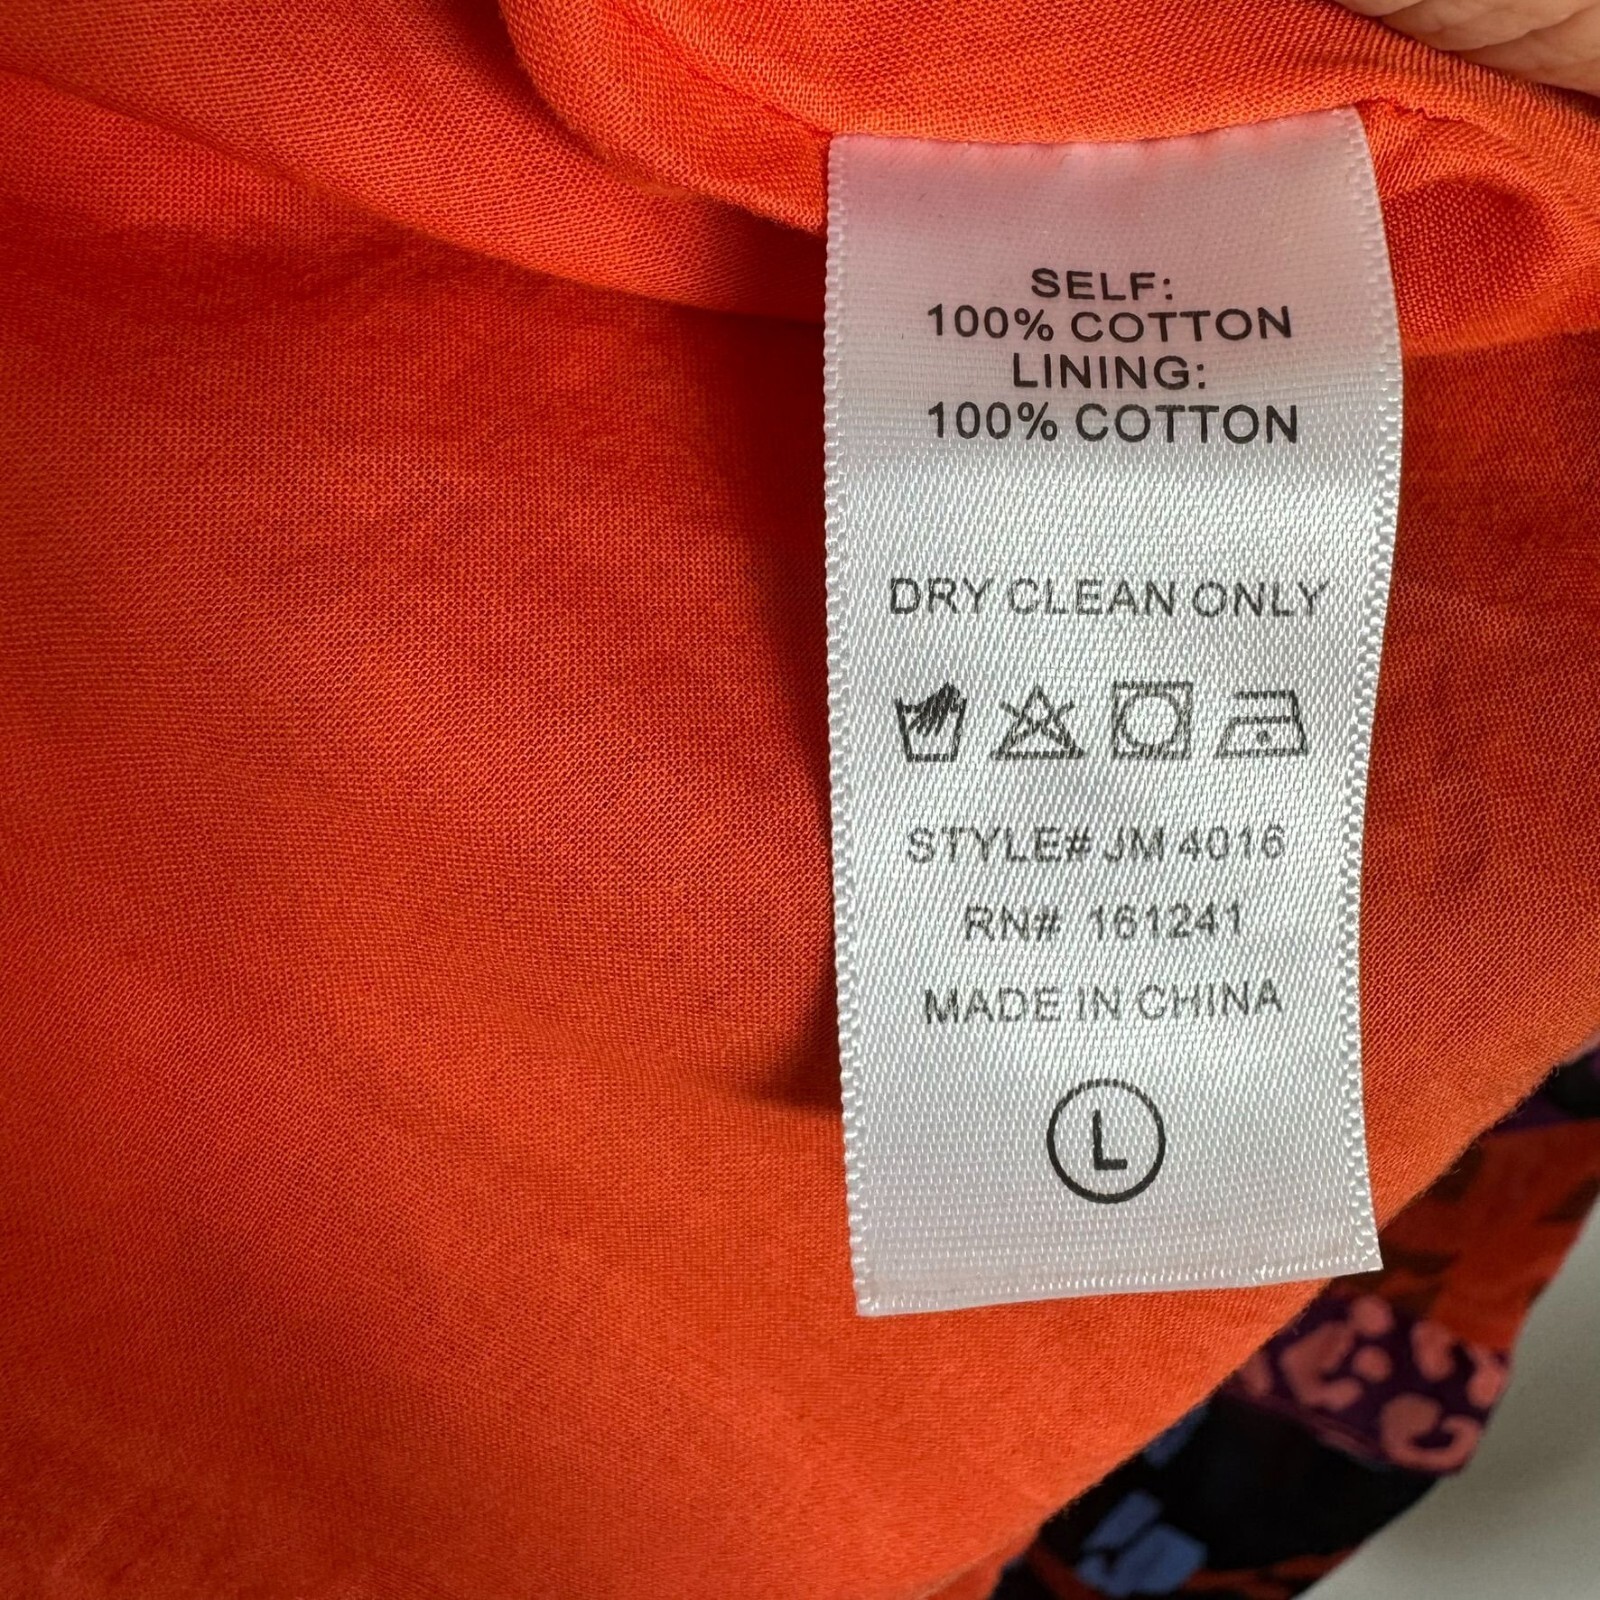 SELF:
100% COTTON
LINING:
100% COTTON
DRY CLEAN ONLY
STYLE# JM 4016
RN# 161241
MADE IN CHINA
L